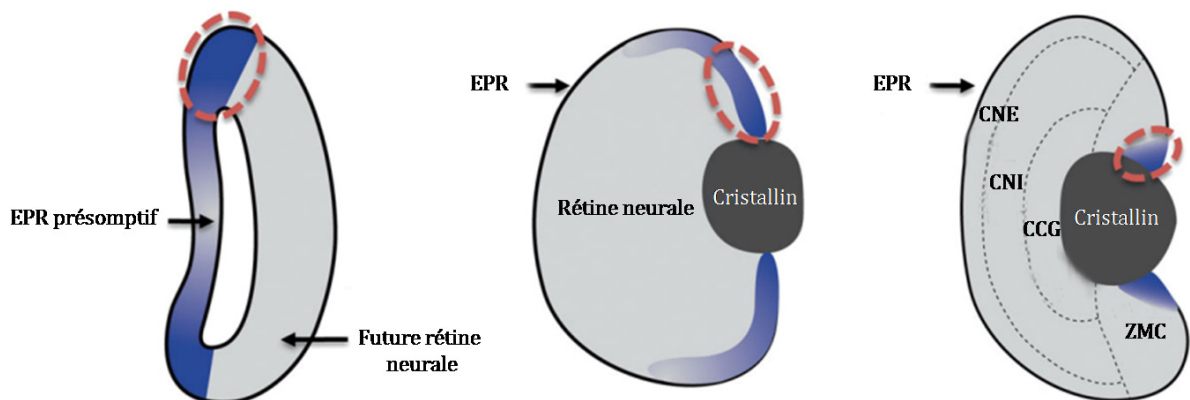 EPR présomptif
Future rétine
neurale
EPR
Rétine neurale
Cristallin
EPR
CNE
CNI
CCG
Cristallin
ZMC